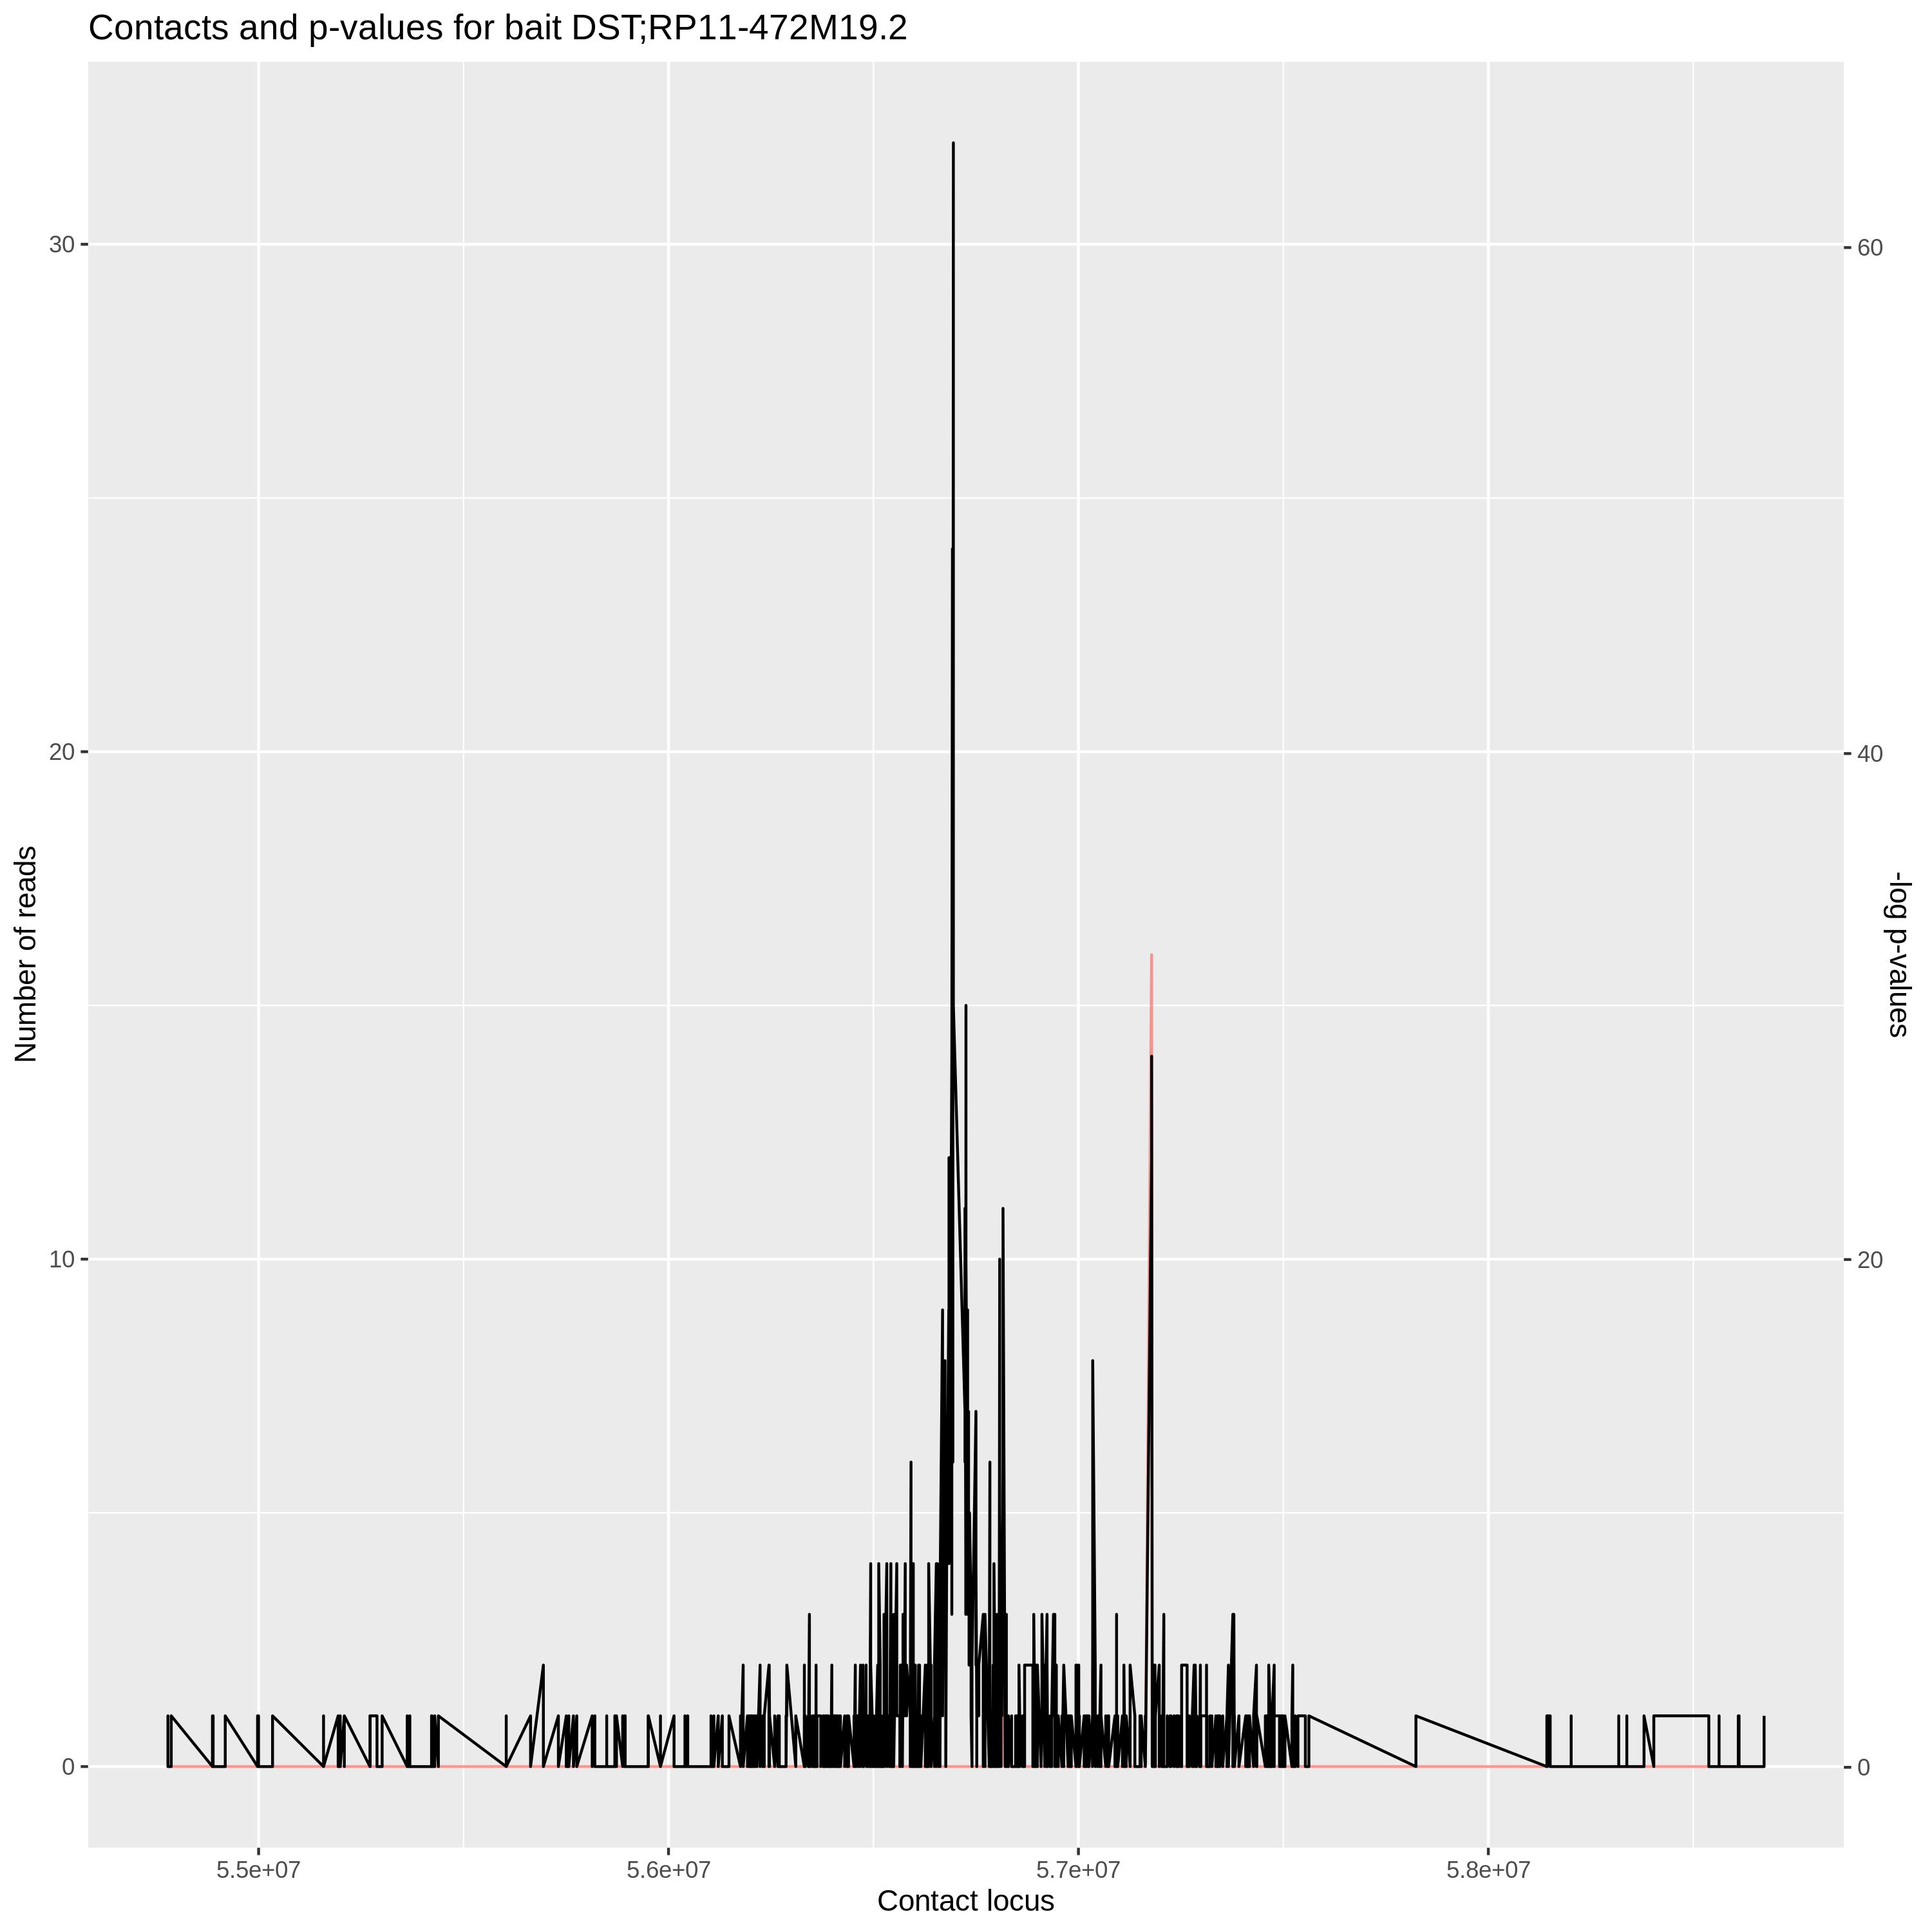 Contacts and p-values for bait DST;RP11-472M19.2
30
20
10
0
Number of reads
60
40
20
0
-log p-values
5.5e+07 5.6e+07 5.7e+07 5.8e+07
Contact locus